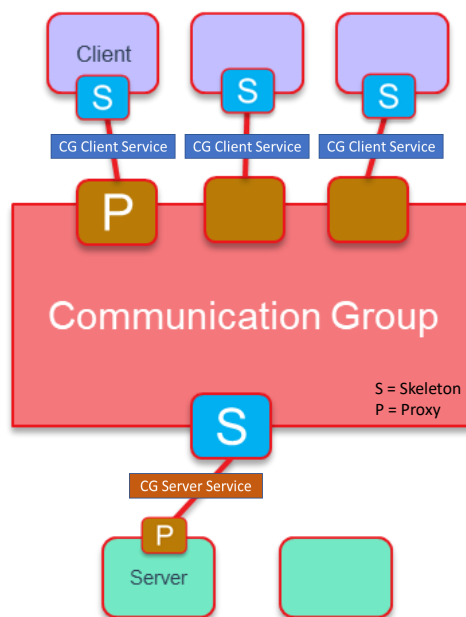 Client
S
S
S
CG Client Service
CG Client Service
CG Client Service
P
Communication Group
S = Skeleton
P = Proxy
S
CG Server Service
P
Server